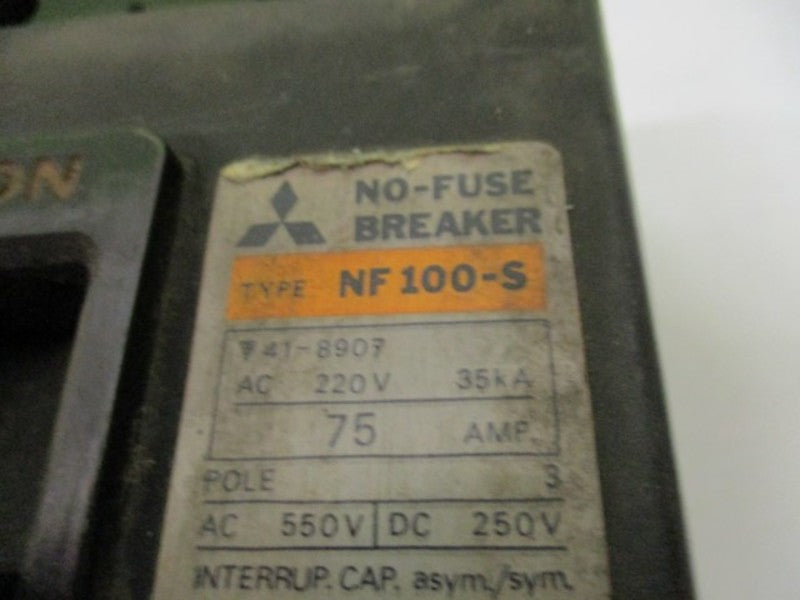 ON
NO-FUSE
BREAKER
TYPE NF 100-S
41-8907
AC 220V 35kA
75 AMP.
POLE 3
AC 550V DC 250V
INTERRUP. CAP. asym./sym.